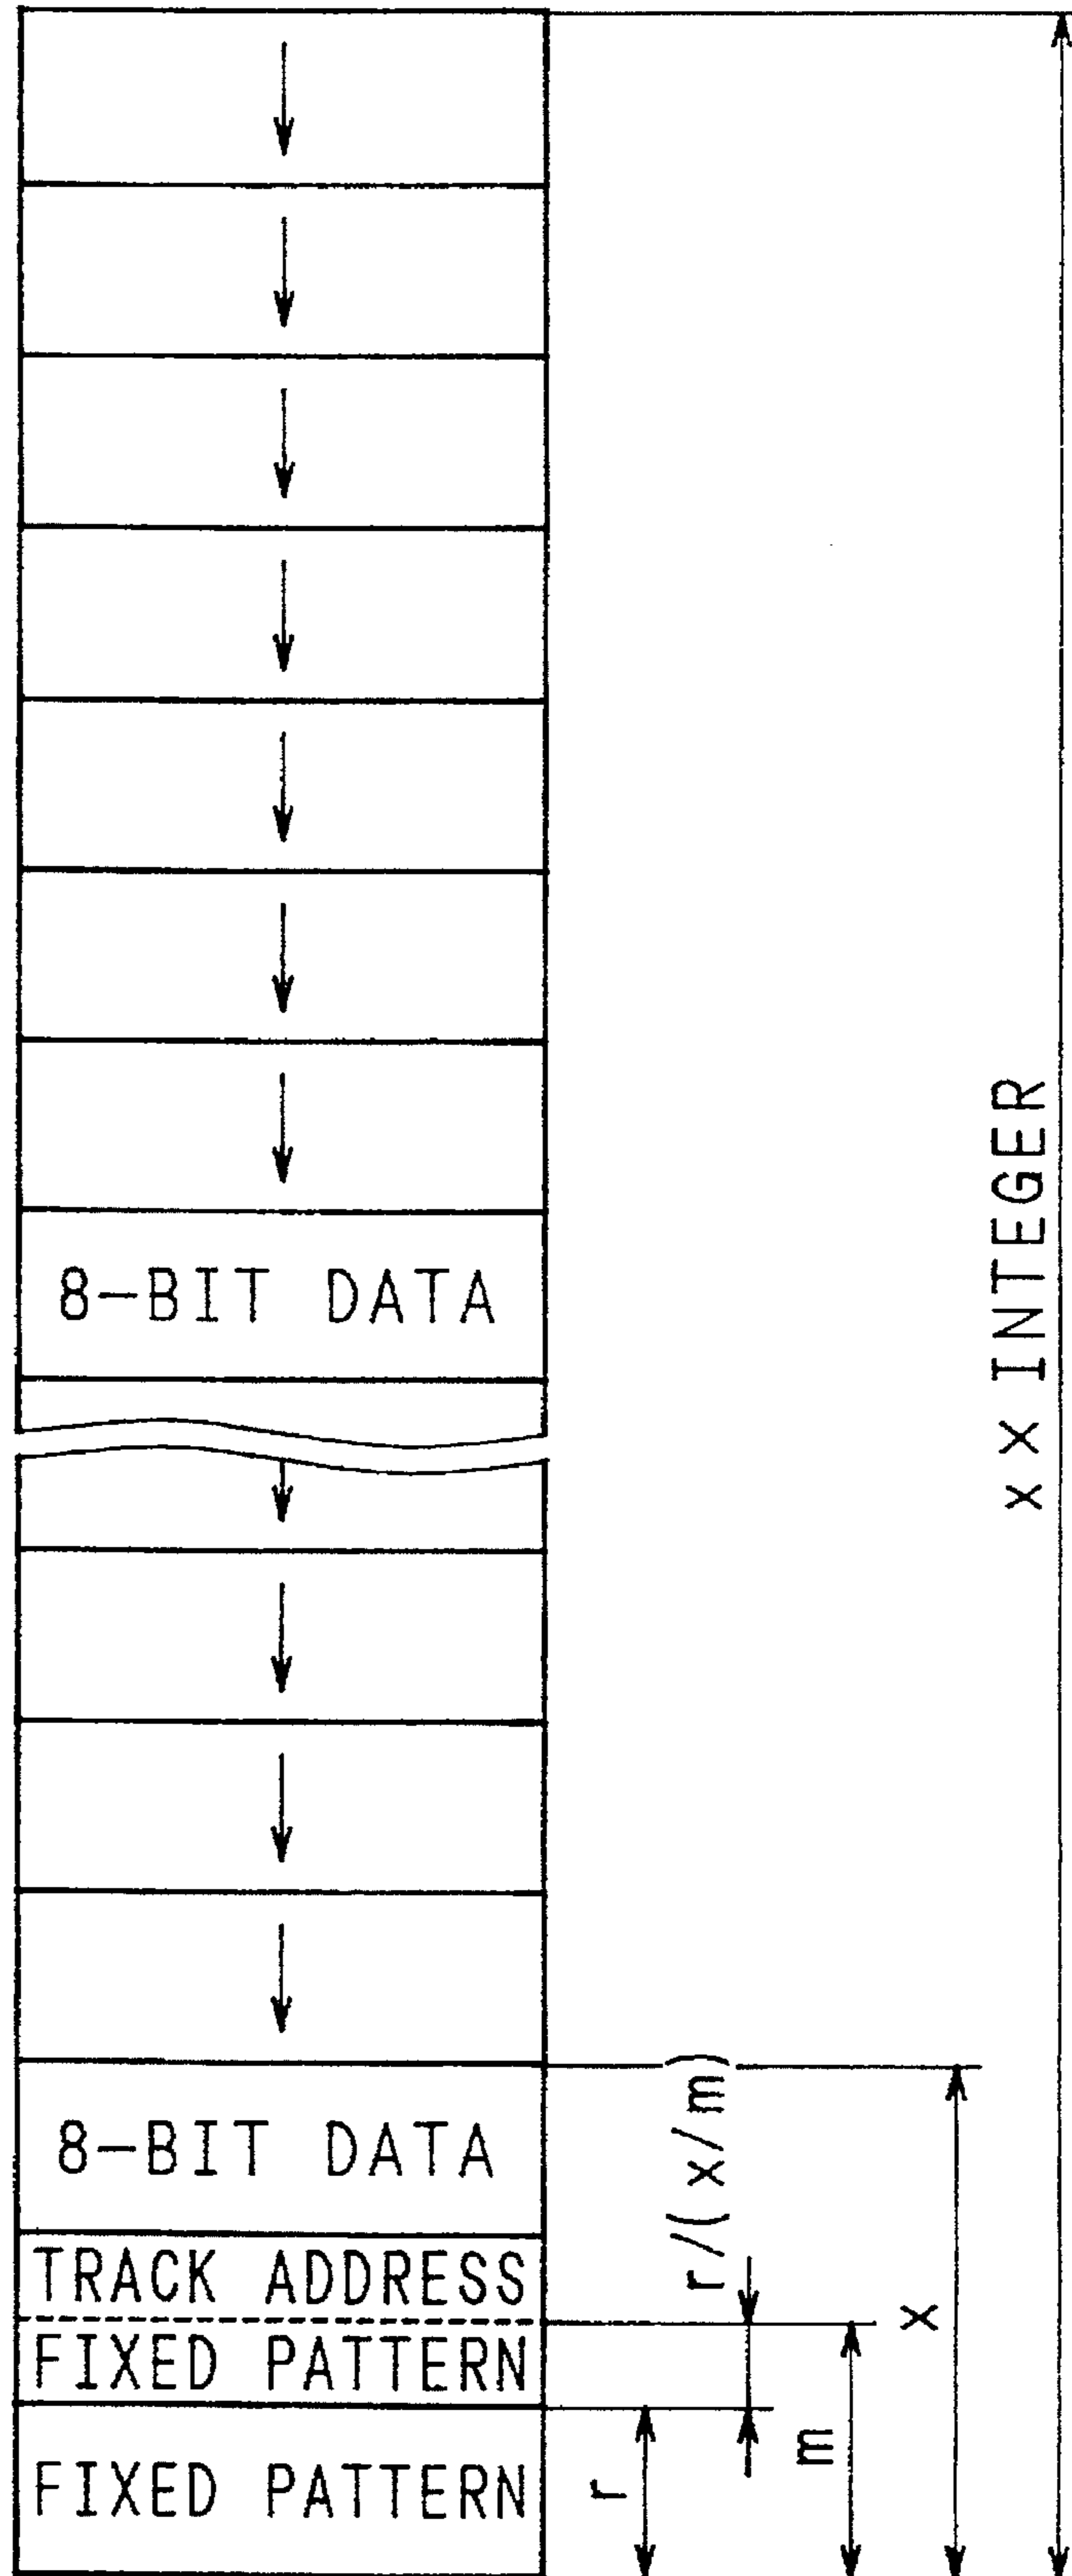 8-BIT DATA
8-BIT DATA
TRACK ADDRESS
FIXED PATTERN
FIXED PATTERN
r
r/(x/m)
m
x
x × INTEGER